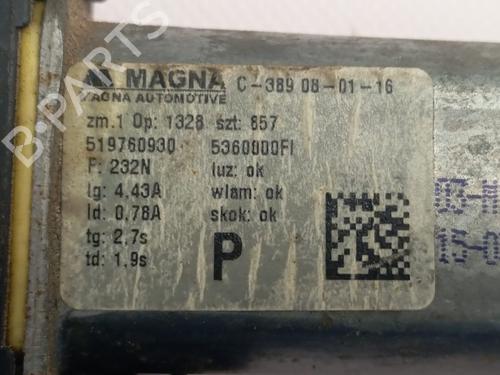 MAGNA C-389 08-01-16
MAGNA AUTOMOTIVE
zm.1 Op: 1328 szt: 857
519760930 5360000FI
F: 232N luz: ok
Ig: 4,43A wlam: ok
Id: 0,78A skok: ok
tg: 2,7s
td: 1,9s
P
B-PARTS